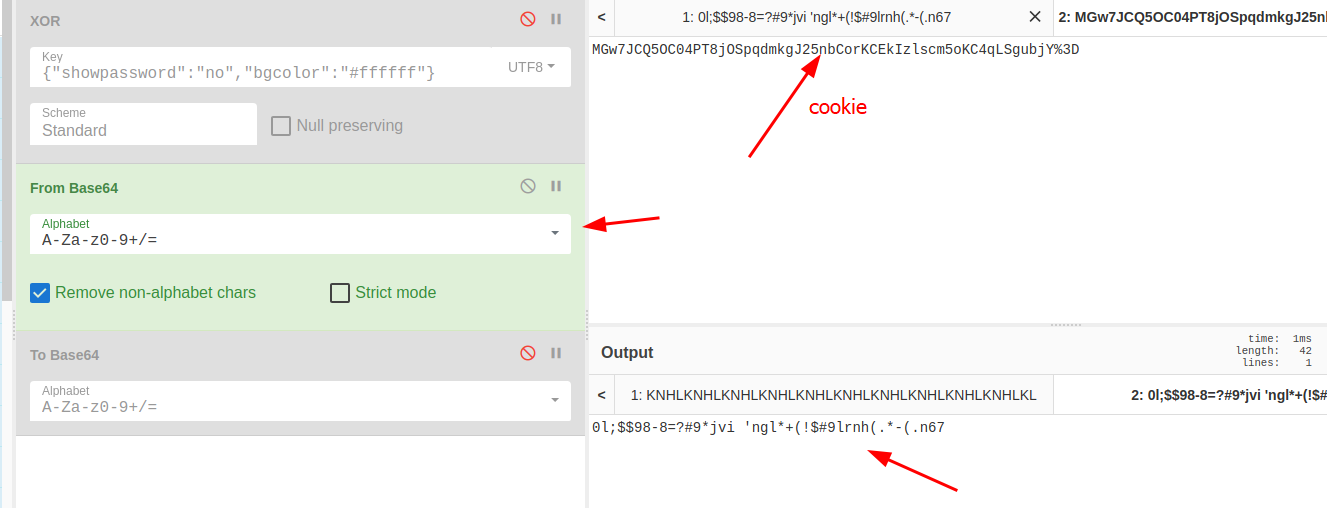 XOR
Key
{"showpassword":"no","bgcolor":"#ffffff"}
UTF8
Scheme
Standard
Null preserving
From Base64
Alphabet
A-Za-z0-9+/=
Remove non-alphabet chars
Strict mode
To Base64
Alphabet
A-Za-z0-9+/=
< 1: 0l;$$98-8=?#9*jvi 'ngl*+(!$#9lrnh(.*-(.n67 2: MGw7JCQ5OC04PT8jOSpqdmkgJ25n
MGw7JCQ5OC04PT8jOSpqdmkgJ25nbCorKCEkIzlscm5oKC4qLSgubjY%3D
cookie
Output
time: 1ms
length: 42
lines: 1
< 1: KNHLKNHLKNHLKNHLKNHLKNHLKNHLKNHLKNHLKNHLKL 2: 0l;$$98-8=?#9*jvi 'ngl*+(!$#
0l;$$98-8=?#9*jvi 'ngl*+(!$#9lrnh(.*-(.n67